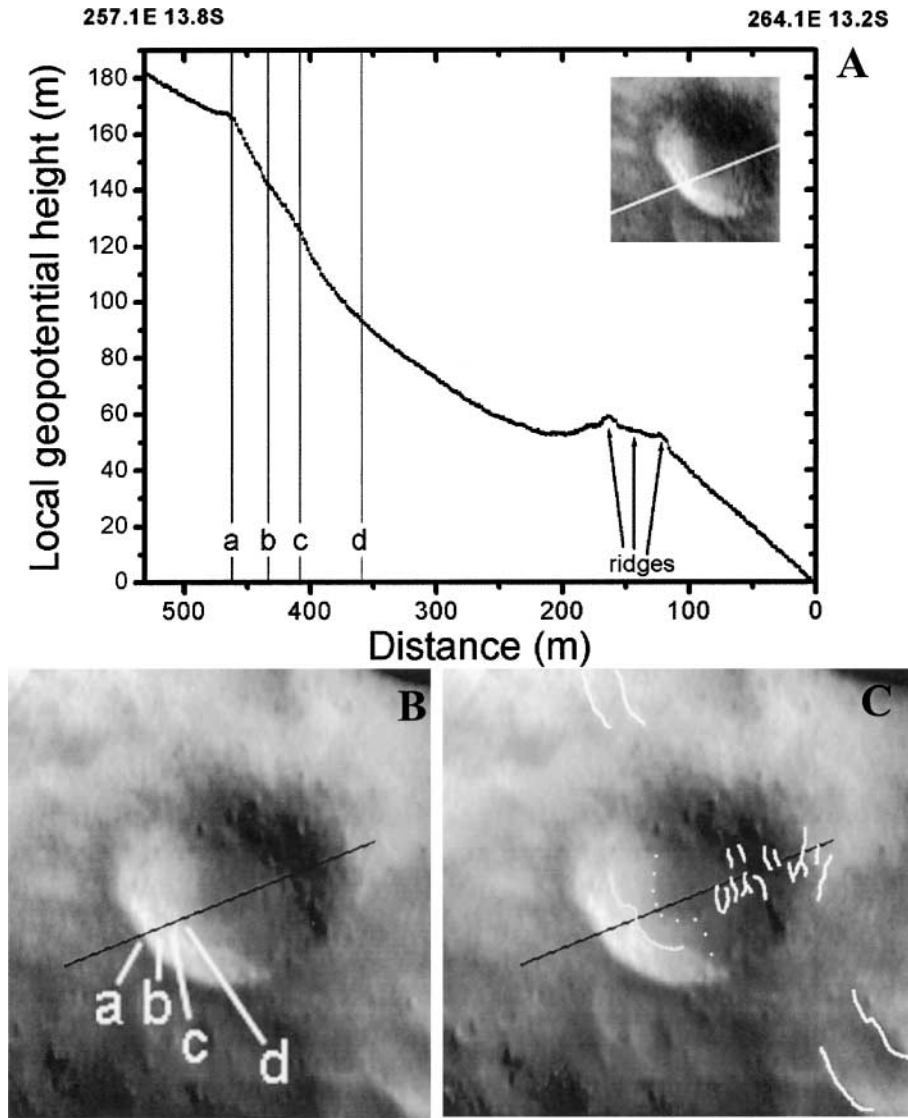 257.1E 13.8S
264.1E 13.2S
A
Local geopotential height (m)
180
160
140
120
100
80
60
40
20
0
a b c d
ridges
500 400 300 200 100 0
Distance (m)
B
a
b
c
d
C